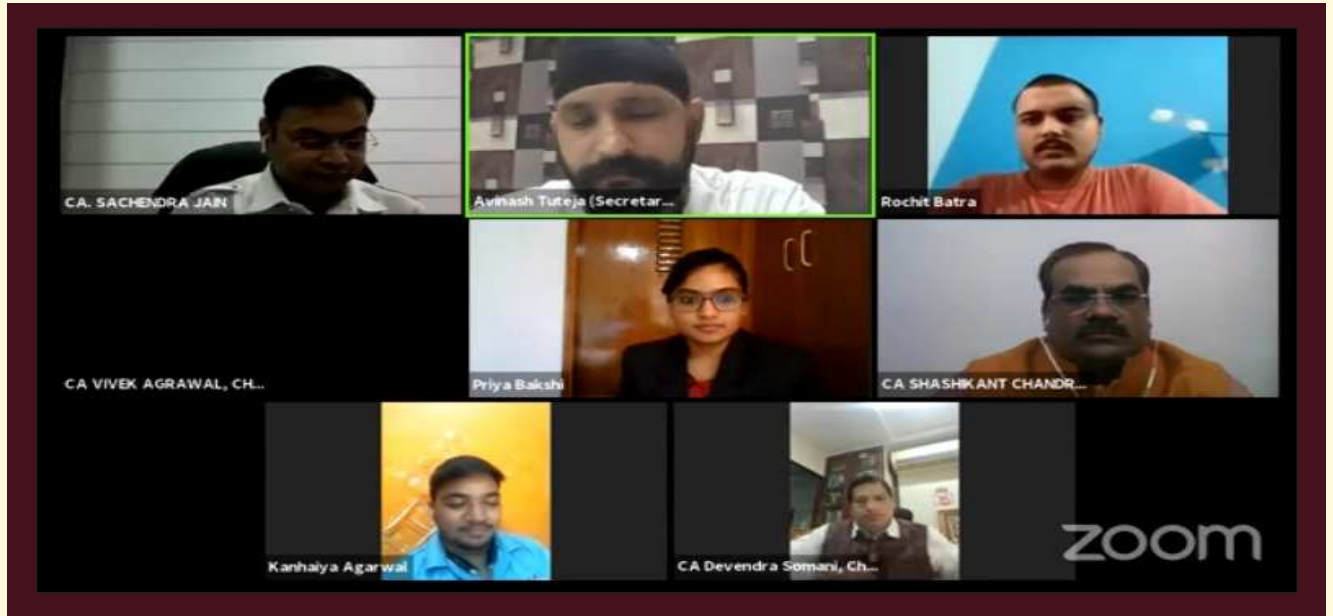 CA. SACHENDRA JAIN
Avinash Tuteja (Secretar...
Rochit Batra
CA VIVEK AGRAWAL, CH...
Priya Bakshi
CA SHASHIKANT CHANDR...
Kanhaiya Agarwal
CA Devendra Somani, Ch...
zoom